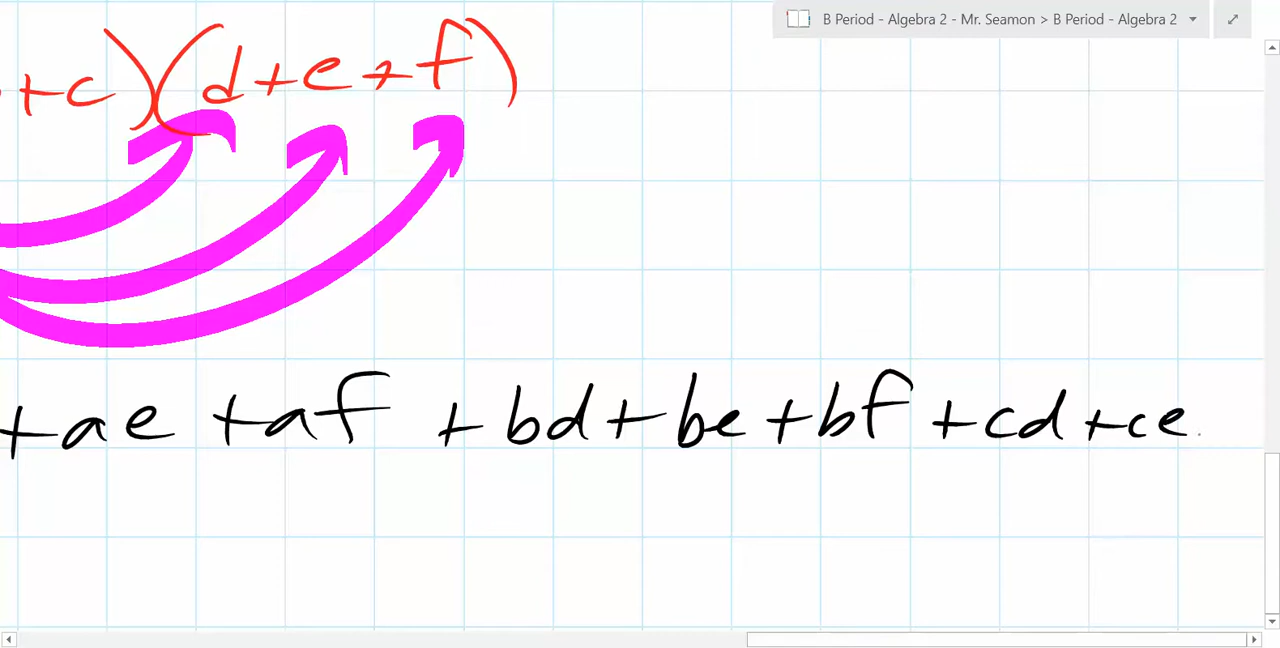 B Period - Algebra 2 - Mr. Seamon > B Period - Algebra 2
+c)(d+e+f)
+ae +af +bd+be+bf +cd+ce